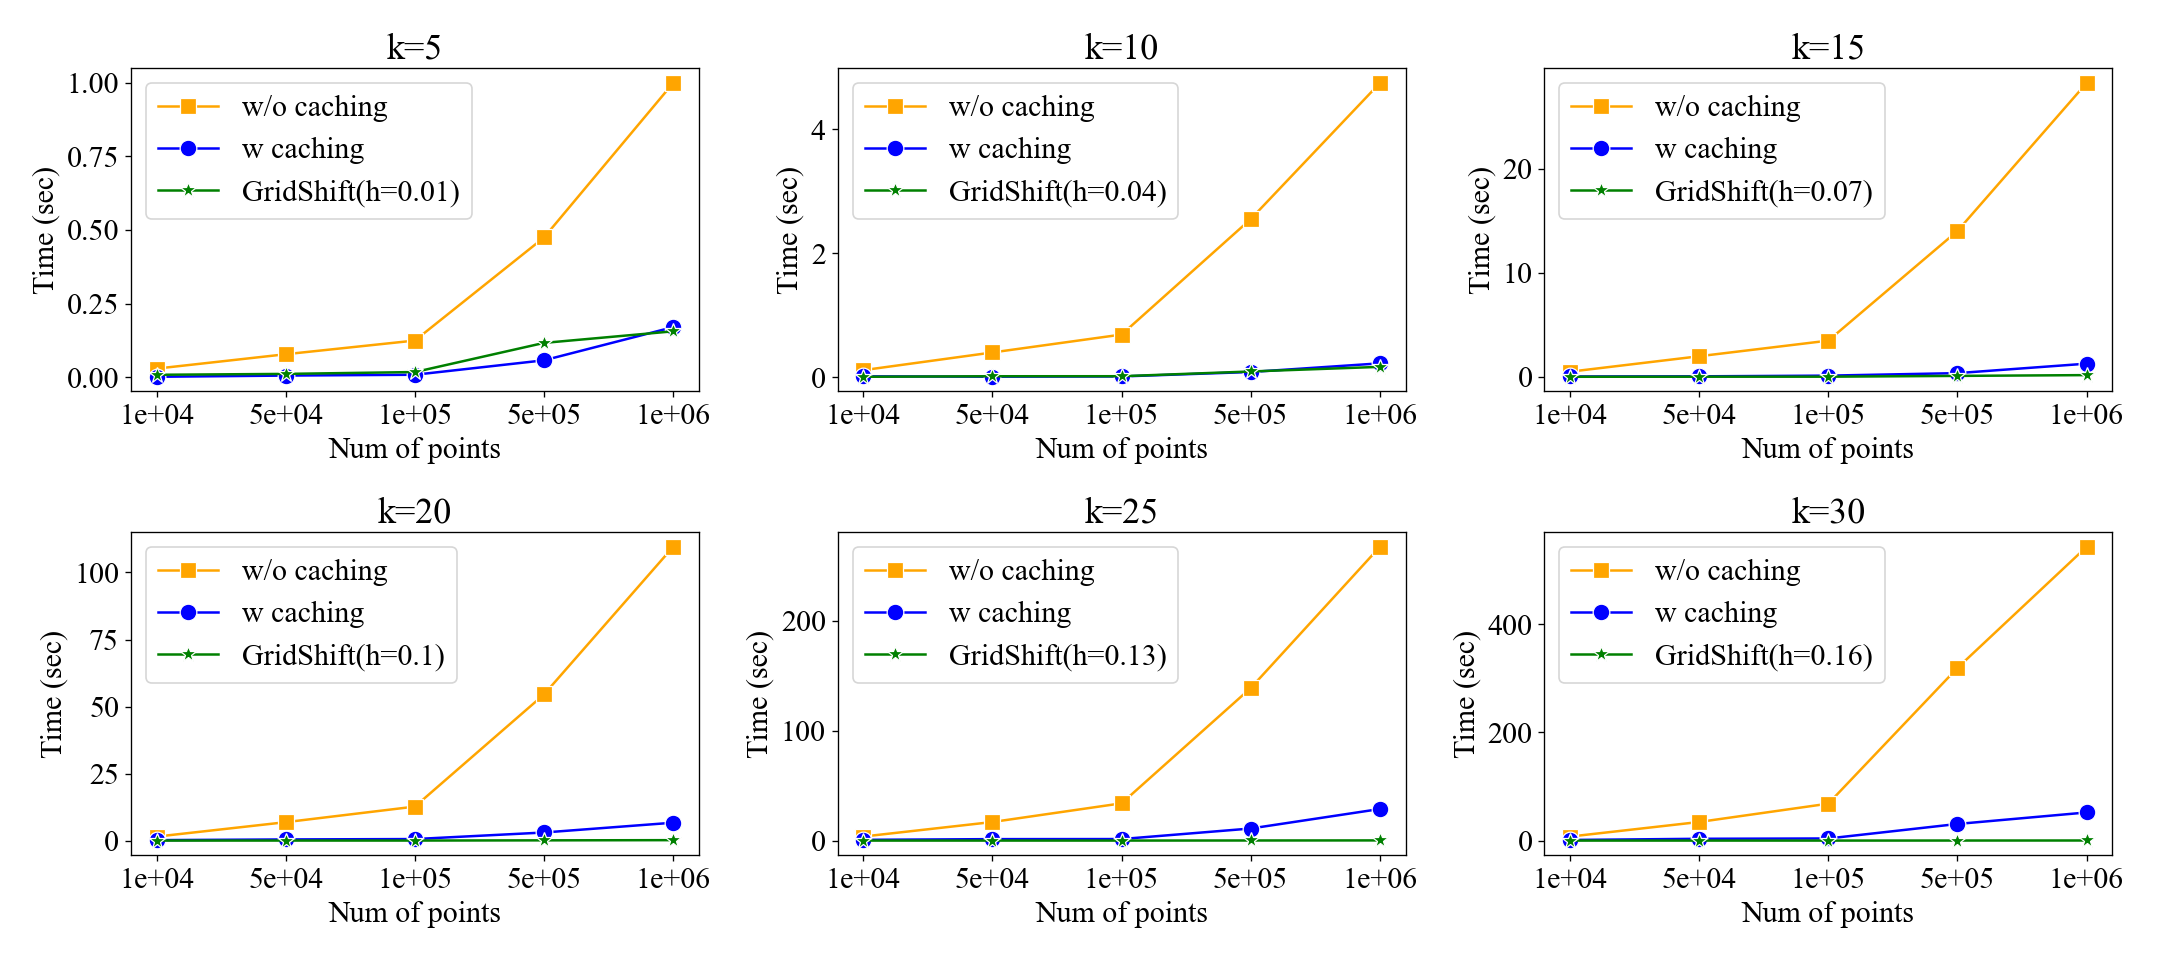 k=5
1.00
0.75
0.50
0.25
0.00
Time (sec)
w/o caching
w caching
GridShift(h=0.01)
1e+04 5e+04 1e+05 5e+05 1e+06
Num of points
k=10
4
2
0
Time (sec)
w/o caching
w caching
GridShift(h=0.04)
1e+04 5e+04 1e+05 5e+05 1e+06
Num of points
k=15
20
10
0
Time (sec)
w/o caching
w caching
GridShift(h=0.07)
1e+04 5e+04 1e+05 5e+05 1e+06
Num of points
k=20
100
75
50
25
0
Time (sec)
w/o caching
w caching
GridShift(h=0.1)
1e+04 5e+04 1e+05 5e+05 1e+06
Num of points
k=25
200
100
0
Time (sec)
w/o caching
w caching
GridShift(h=0.13)
1e+04 5e+04 1e+05 5e+05 1e+06
Num of points
k=30
400
200
0
Time (sec)
w/o caching
w caching
GridShift(h=0.16)
1e+04 5e+04 1e+05 5e+05 1e+06
Num of points